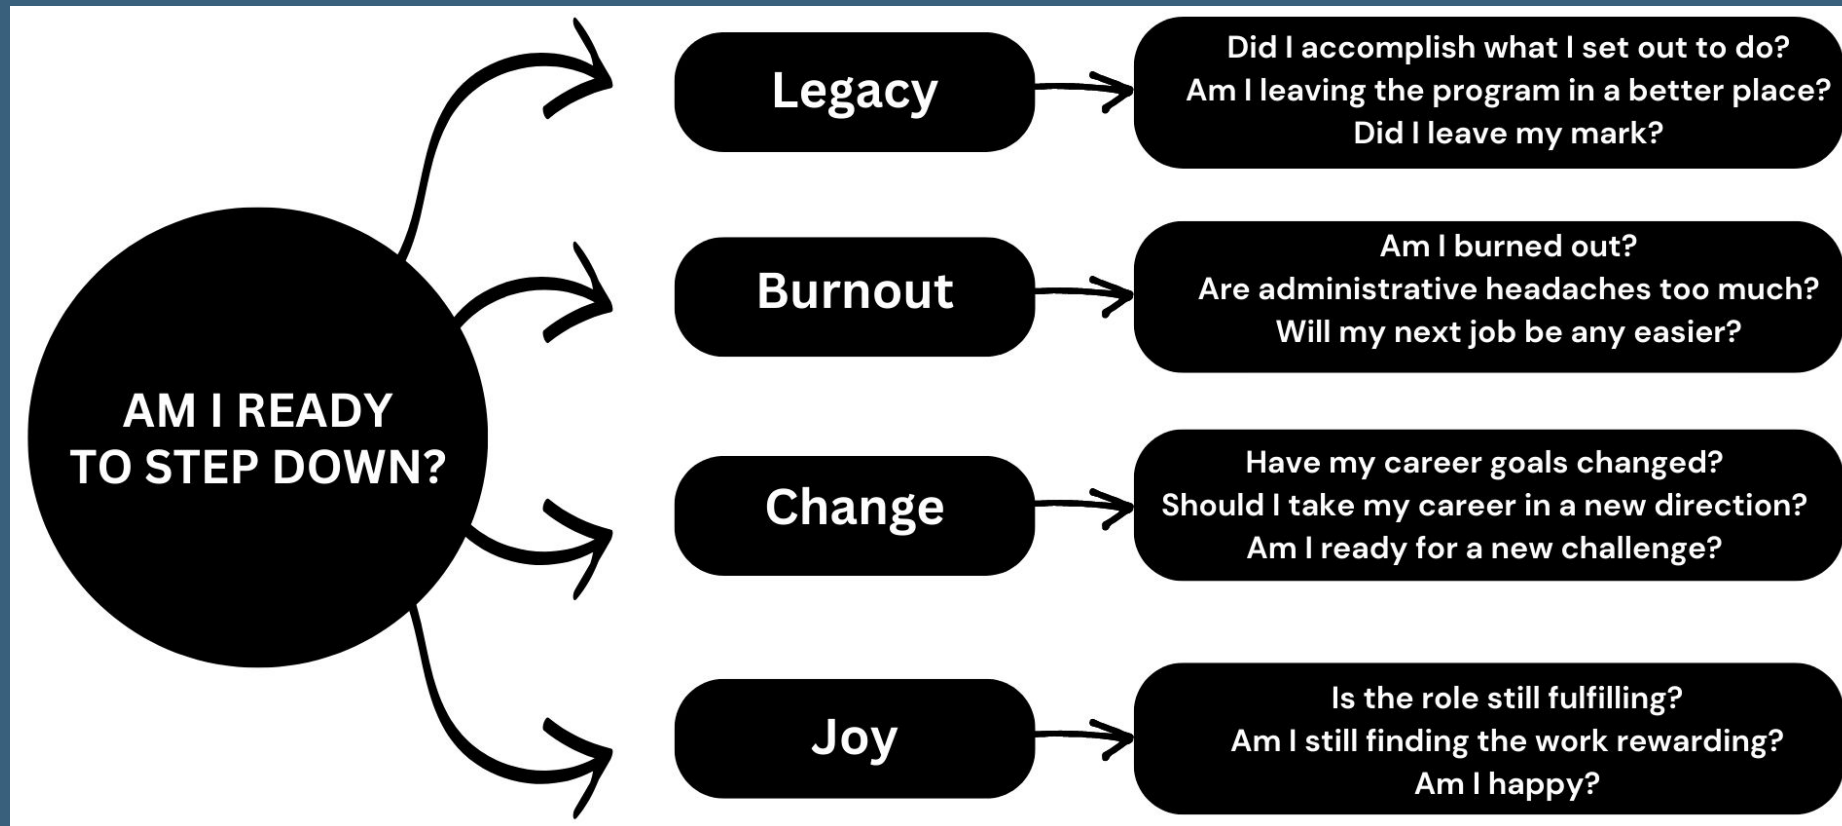 AM I READY
TO STEP DOWN?
Legacy
Did I accomplish what I set out to do?
Am I leaving the program in a better place?
Did I leave my mark?
Burnout
Am I burned out?
Are administrative headaches too much?
Will my next job be any easier?
Change
Have my career goals changed?
Should I take my career in a new direction?
Am I ready for a new challenge?
Joy
Is the role still fulfilling?
Am I still finding the work rewarding?
Am I happy?